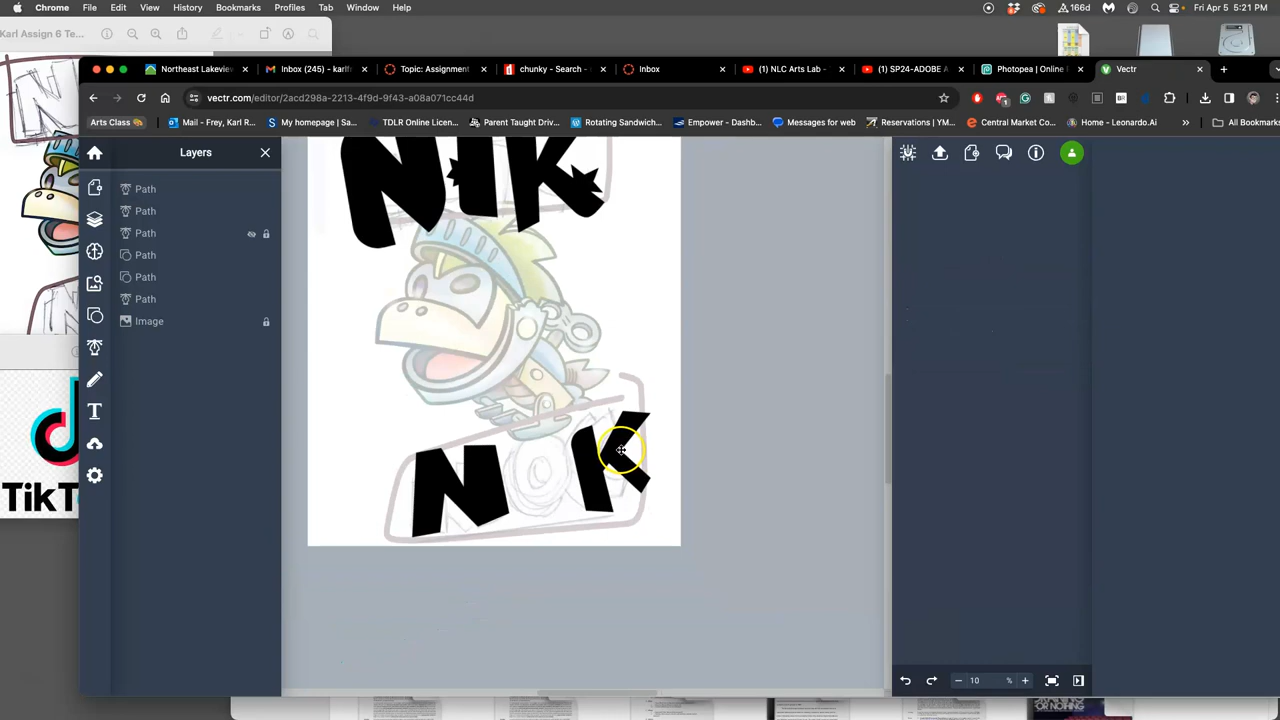 Chrome File Edit View History Bookmarks Profiles Tab Window Help
166d Fri Apr 5 5:21 PM
Karl Assign 6 Te...
Northeast Lakeview
Inbox (245) - karlfr
Topic: Assignment
chunky - Search -
Inbox
(1) NLC Arts Lab -
(1) SP24-ADOBE A
Photopea | Online I
Vectr
vectr.com/editor/2acd298a-2213-4f9d-9f43-a08a071cc44d
Arts Class
Mail - Frey, Karl R...
My homepage | Sa...
TDLR Online Licen...
Parent Taught Driv...
Rotating Sandwich...
Empower - Dashb...
Messages for web
Reservations | YM...
Central Market Co...
Home - Leonardo.Ai
»
All Bookmarks
Layers
Path
Path
Path
Path
Path
Path
Image
NIK
N K
TikT
10 %
OR NOTHING